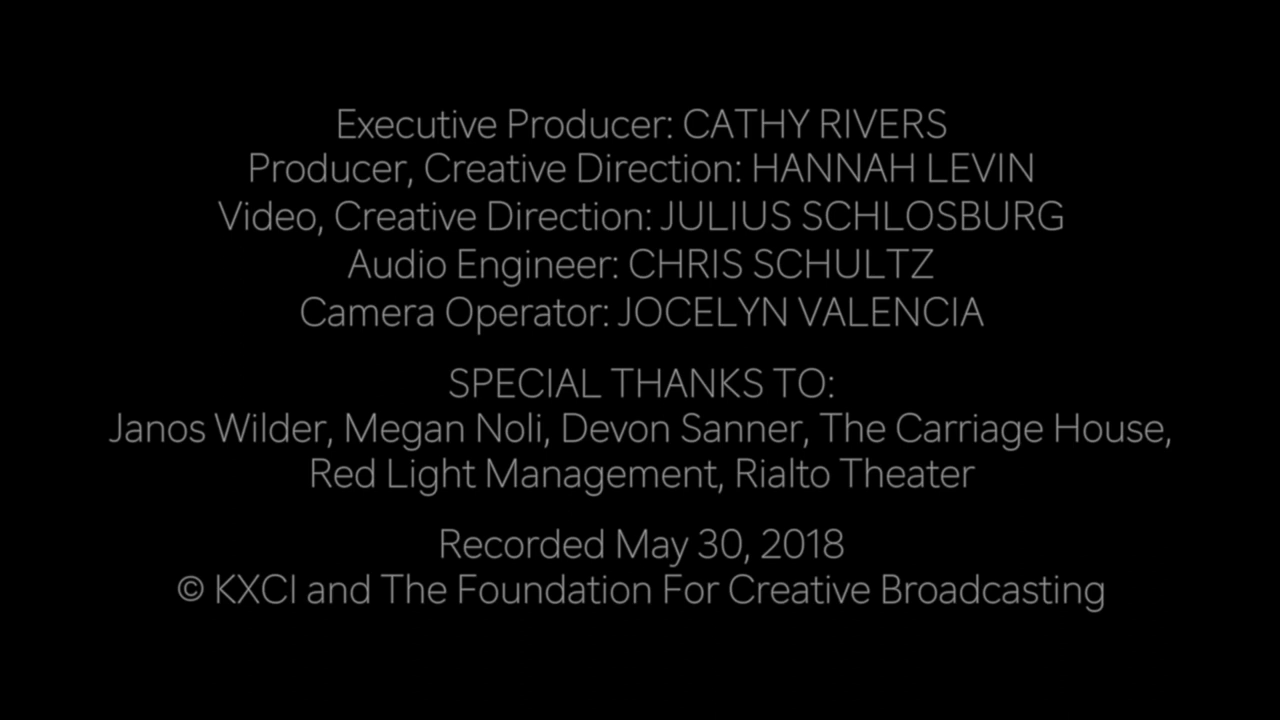 Executive Producer: CATHY RIVERS
Producer, Creative Direction: HANNAH LEVIN
Video, Creative Direction: JULIUS SCHLOSBURG
Audio Engineer: CHRIS SCHULTZ
Camera Operator: JOCELYN VALENCIA
SPECIAL THANKS TO:
Janos Wilder, Megan Noli, Devon Sanner, The Carriage House,
Red Light Management, Rialto Theater
Recorded May 30, 2018
© KXCI and The Foundation For Creative Broadcasting